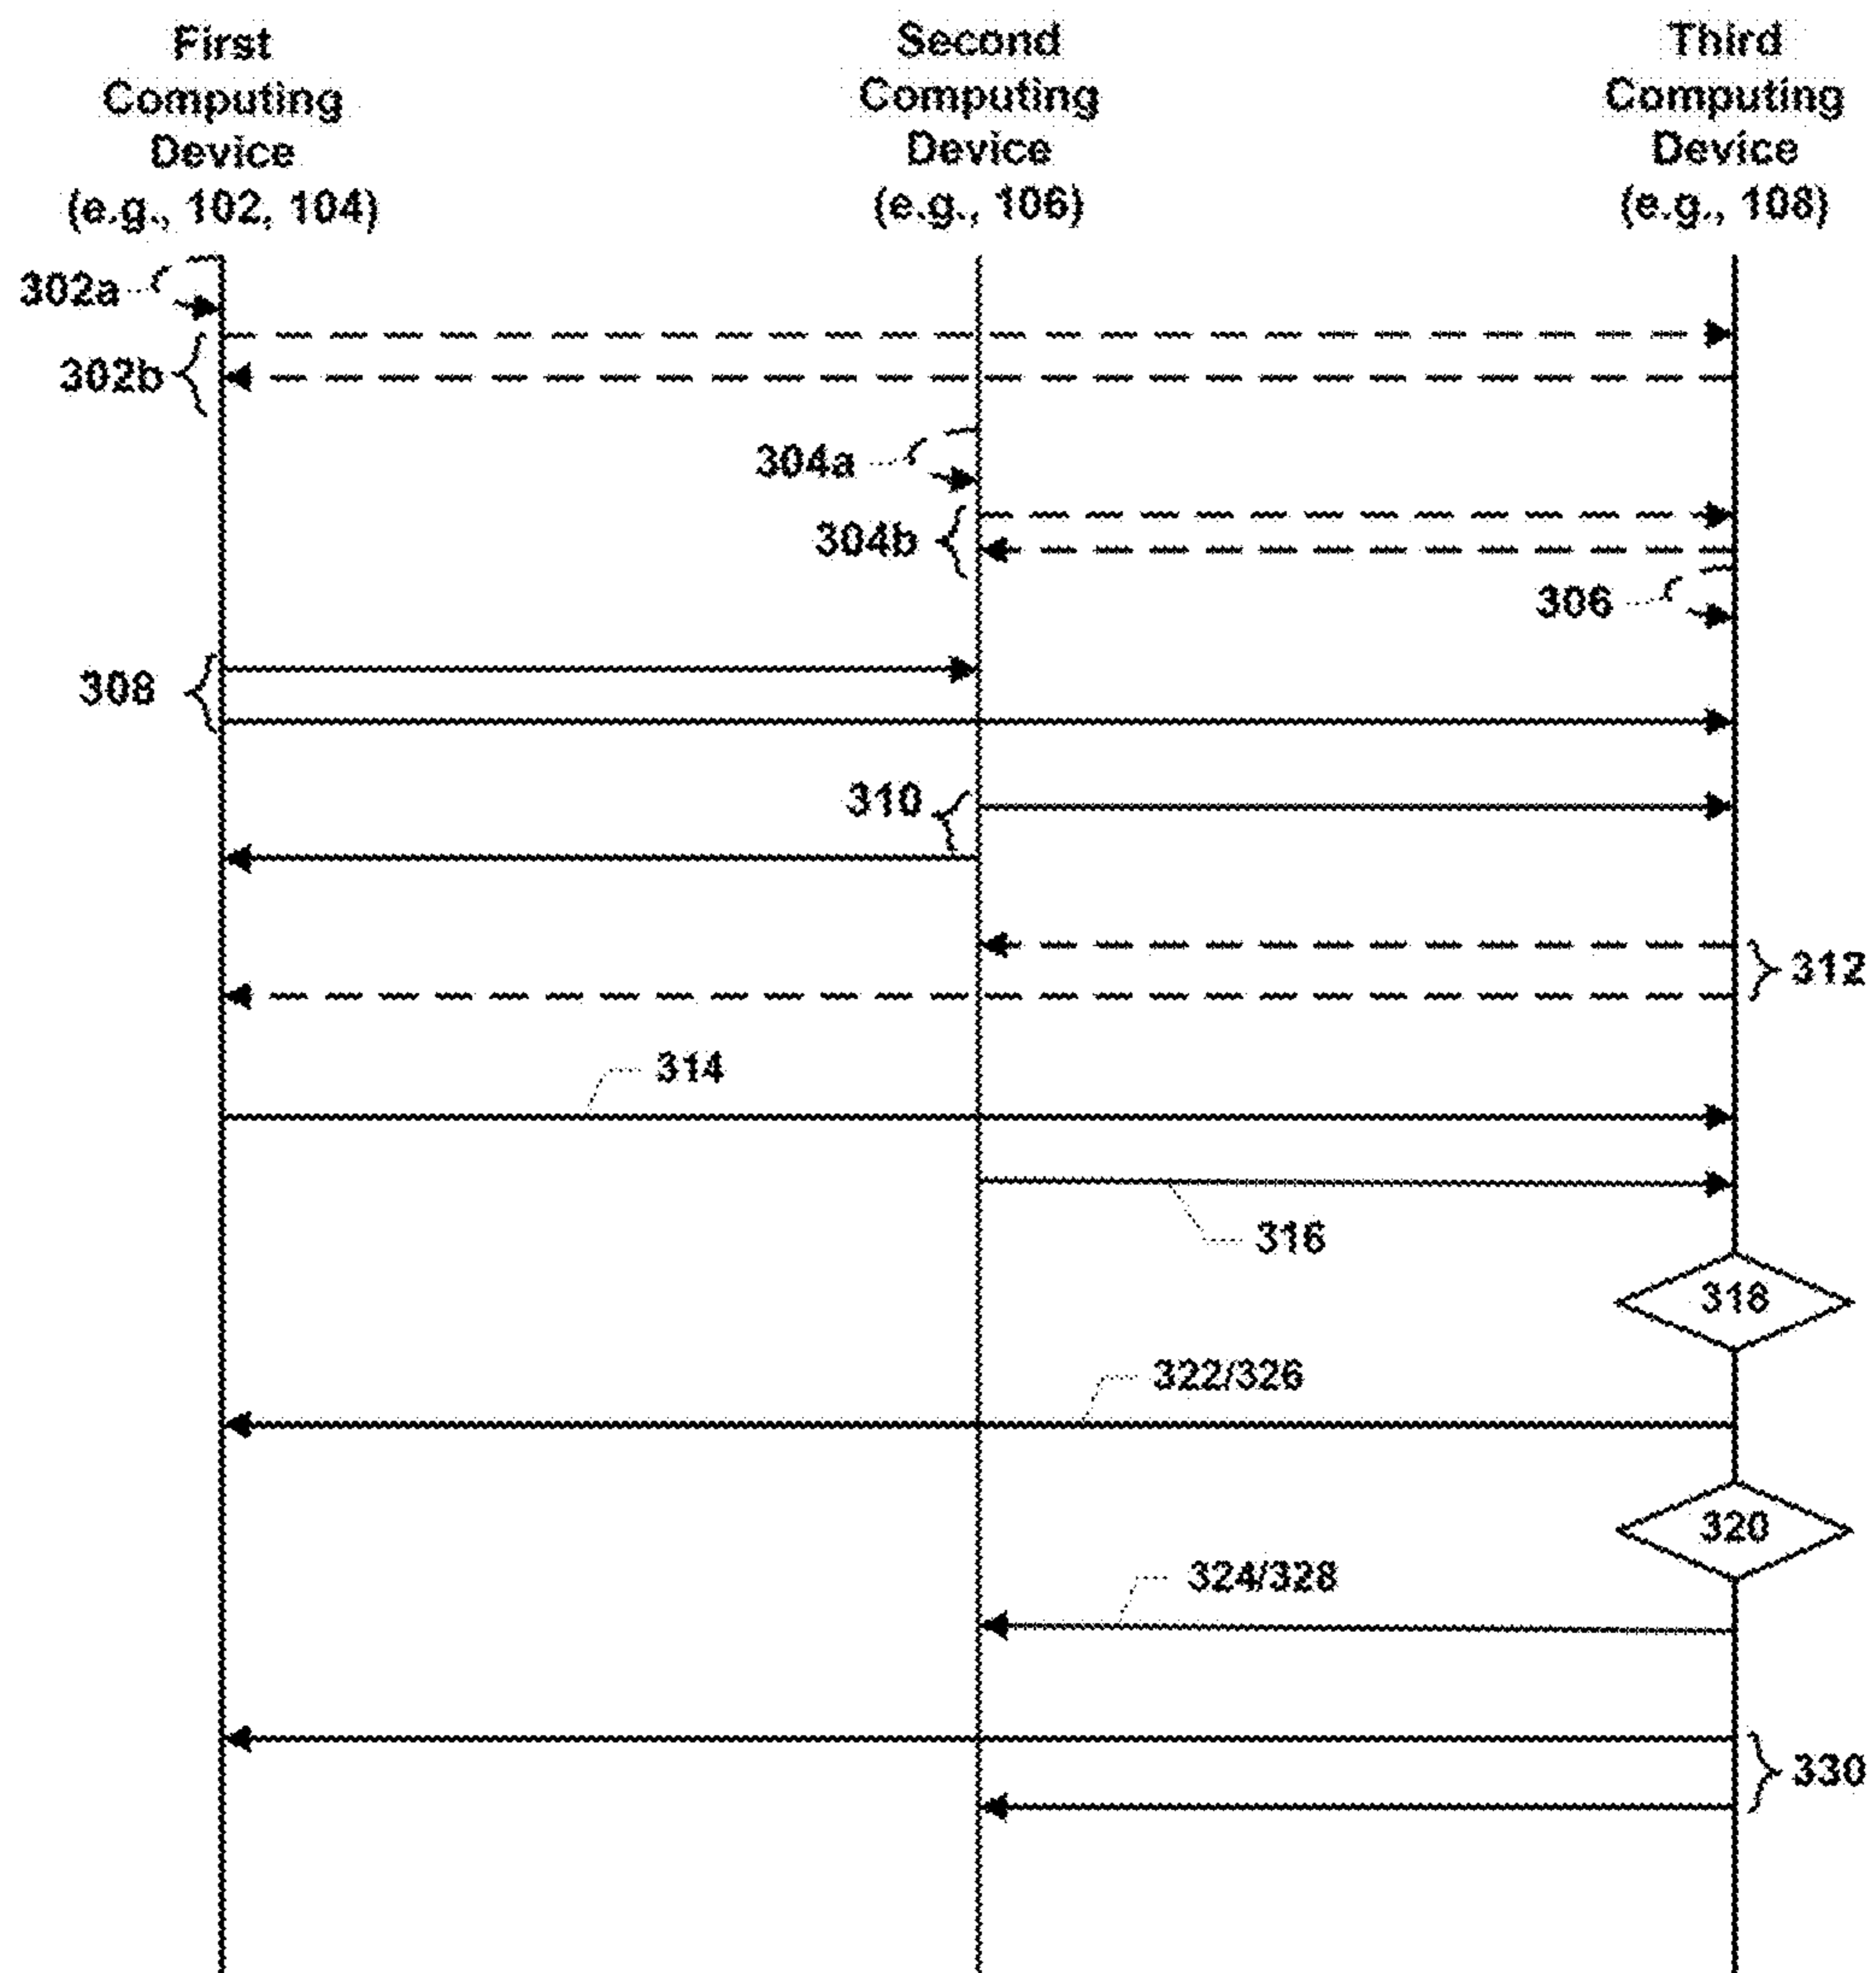 First
Computing
Device
(e.g., 102, 104)
Second
Computing
Device
(e.g., 106)
Third
Computing
Device
(e.g., 108)
302a
302b
304a
304b
306
308
310
312
314
316
318
322/326
320
324/328
330